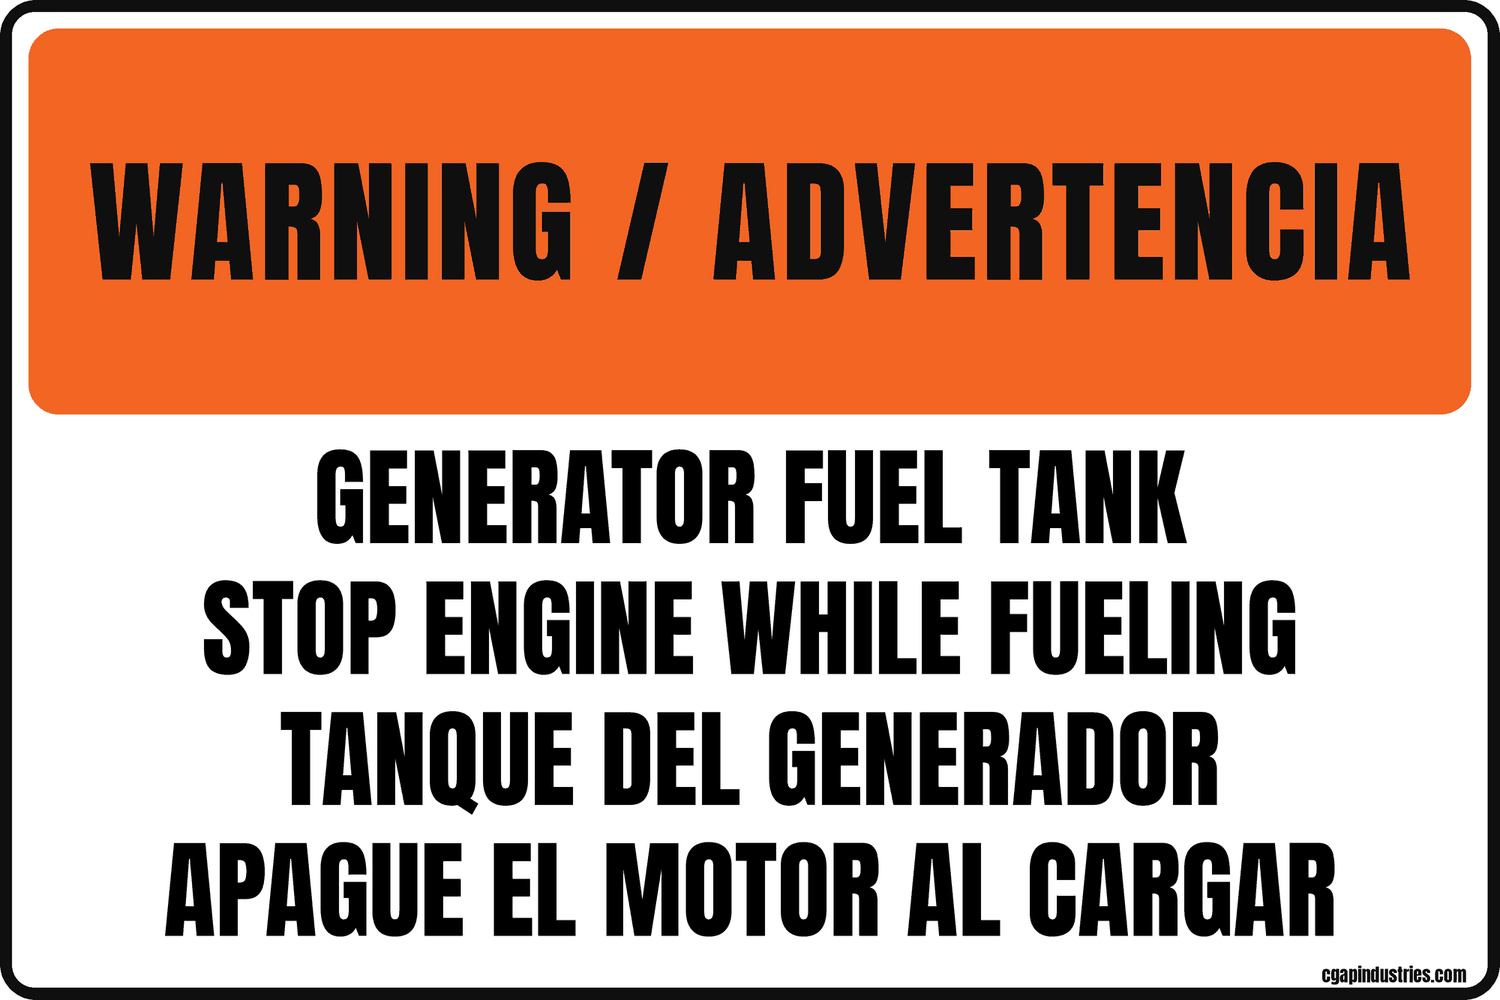 WARNING / ADVERTENCIA
GENERATOR FUEL TANK
STOP ENGINE WHILE FUELING
TANQUE DEL GENERADOR
APAGUE EL MOTOR AL CARGAR
cgapindustries.com